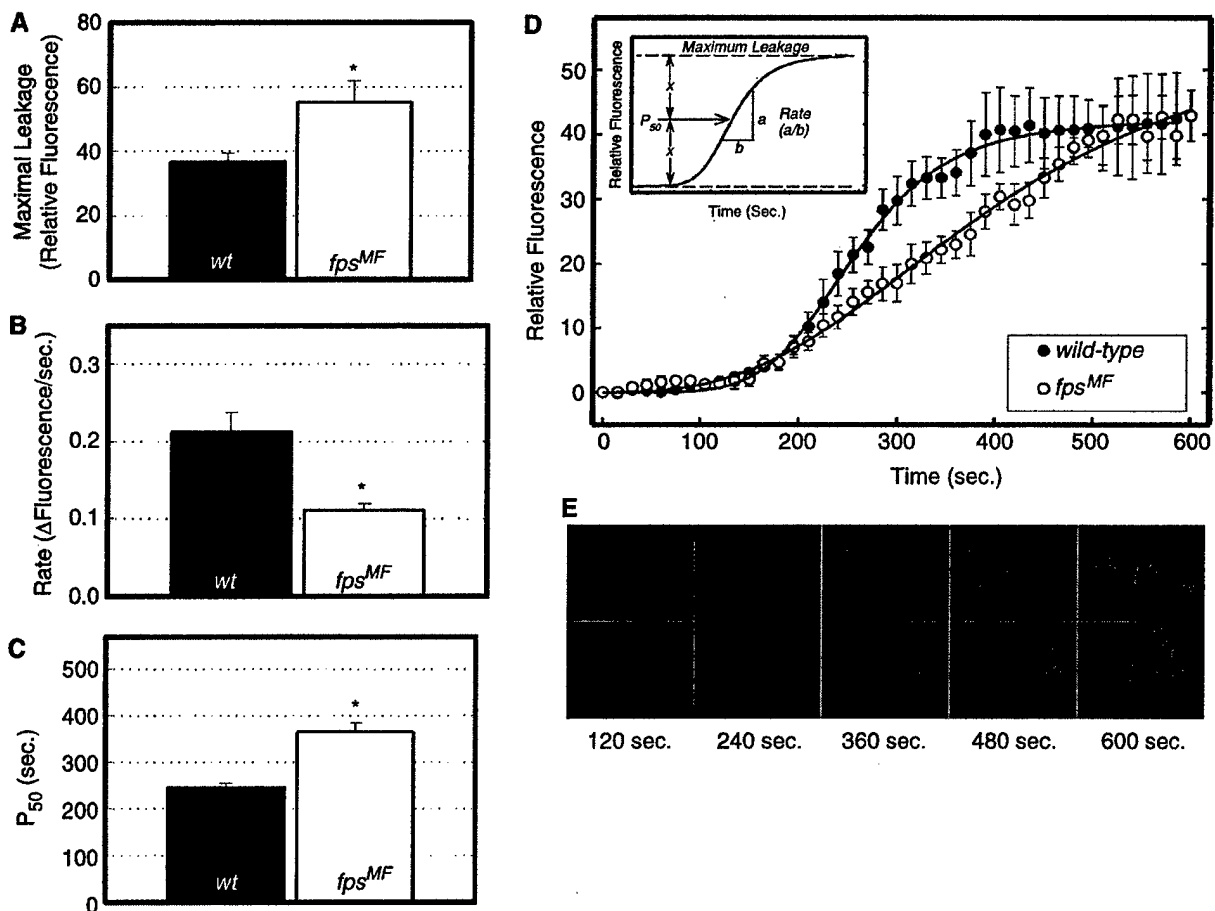 A
Maximal Leakage
(Relative Fluorescence)
80
60
40
20
0
*
wt
fps^MF
B
Rate (ΔFluorescence/sec.)
0.3
0.2
0.1
0.0
*
wt
fps^MF
C
P50 (sec.)
500
400
300
200
100
0
*
wt
fps^MF
D
Relative Fluorescence
50
40
30
20
10
0
Relative Fluorescence
Maximum Leakage
x
P50
x
a
b
Rate
(a/b)
Time (Sec.)
wild-type
fps^MF
0 100 200 300 400 500 600
Time (sec.)
E
120 sec. 240 sec. 360 sec. 480 sec. 600 sec.